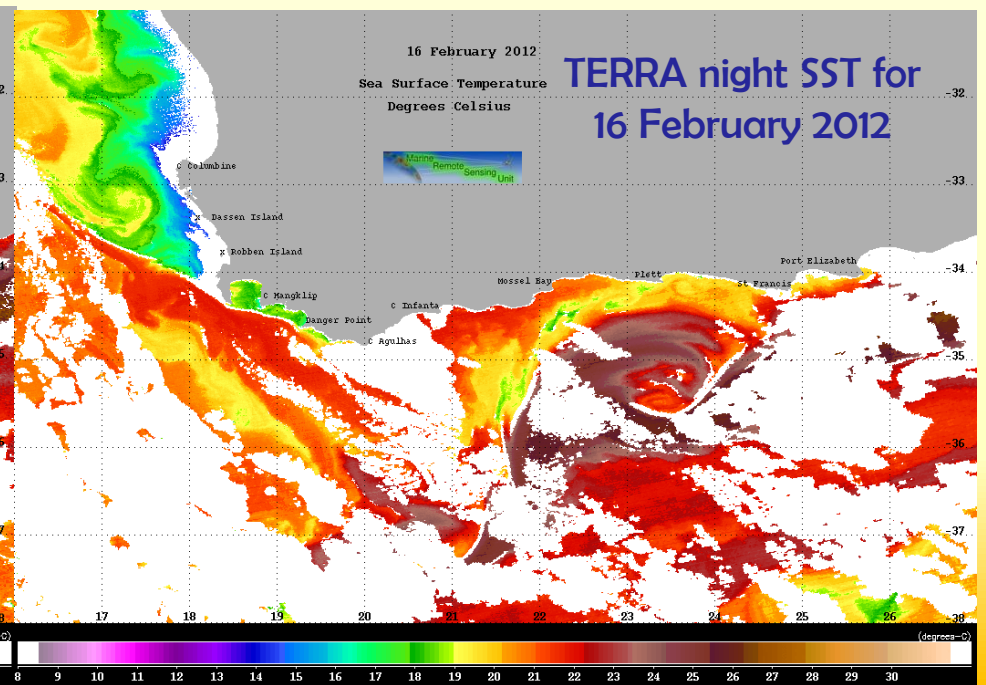 16 February 2012
Sea Surface Temperature
Degrees Celsius
TERRA night SST for
16 February 2012
Marine
Remote
Sensing
Unit
-32
-33
-34
-35
-36
-37
-38
C Columbine
x Dassen Island
x Robben Island
C Mangklip
Danger Point
C Agulhas
C Infanta
Mossel Bay
Plett
St Francis
Port Elizabeth
17 18 19 20 21 22 23 24 25 26
(degrees-C)
8 9 10 11 12 13 14 15 16 17 18 19 20 21 22 23 24 25 26 27 28 29 30